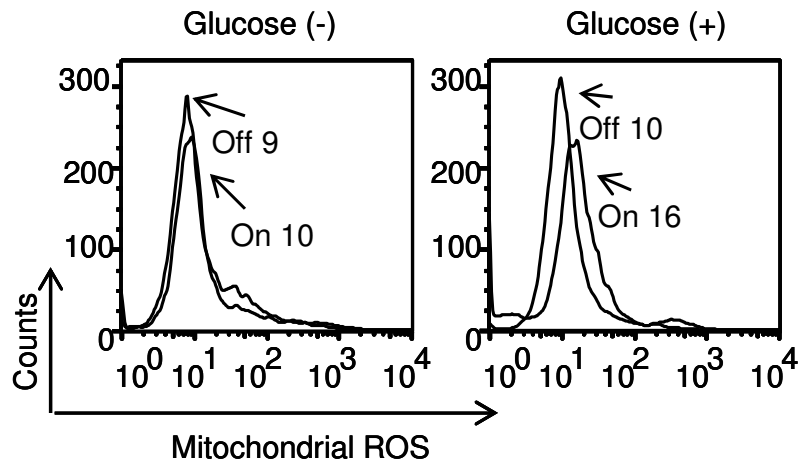 Glucose (-)
Glucose (+)
300
200
100
0
Off 9
On 10
10^0 10^1 10^2 10^3 10^4
300
200
100
0
Off 10
On 16
10^0 10^1 10^2 10^3 10^4
Counts
Mitochondrial ROS